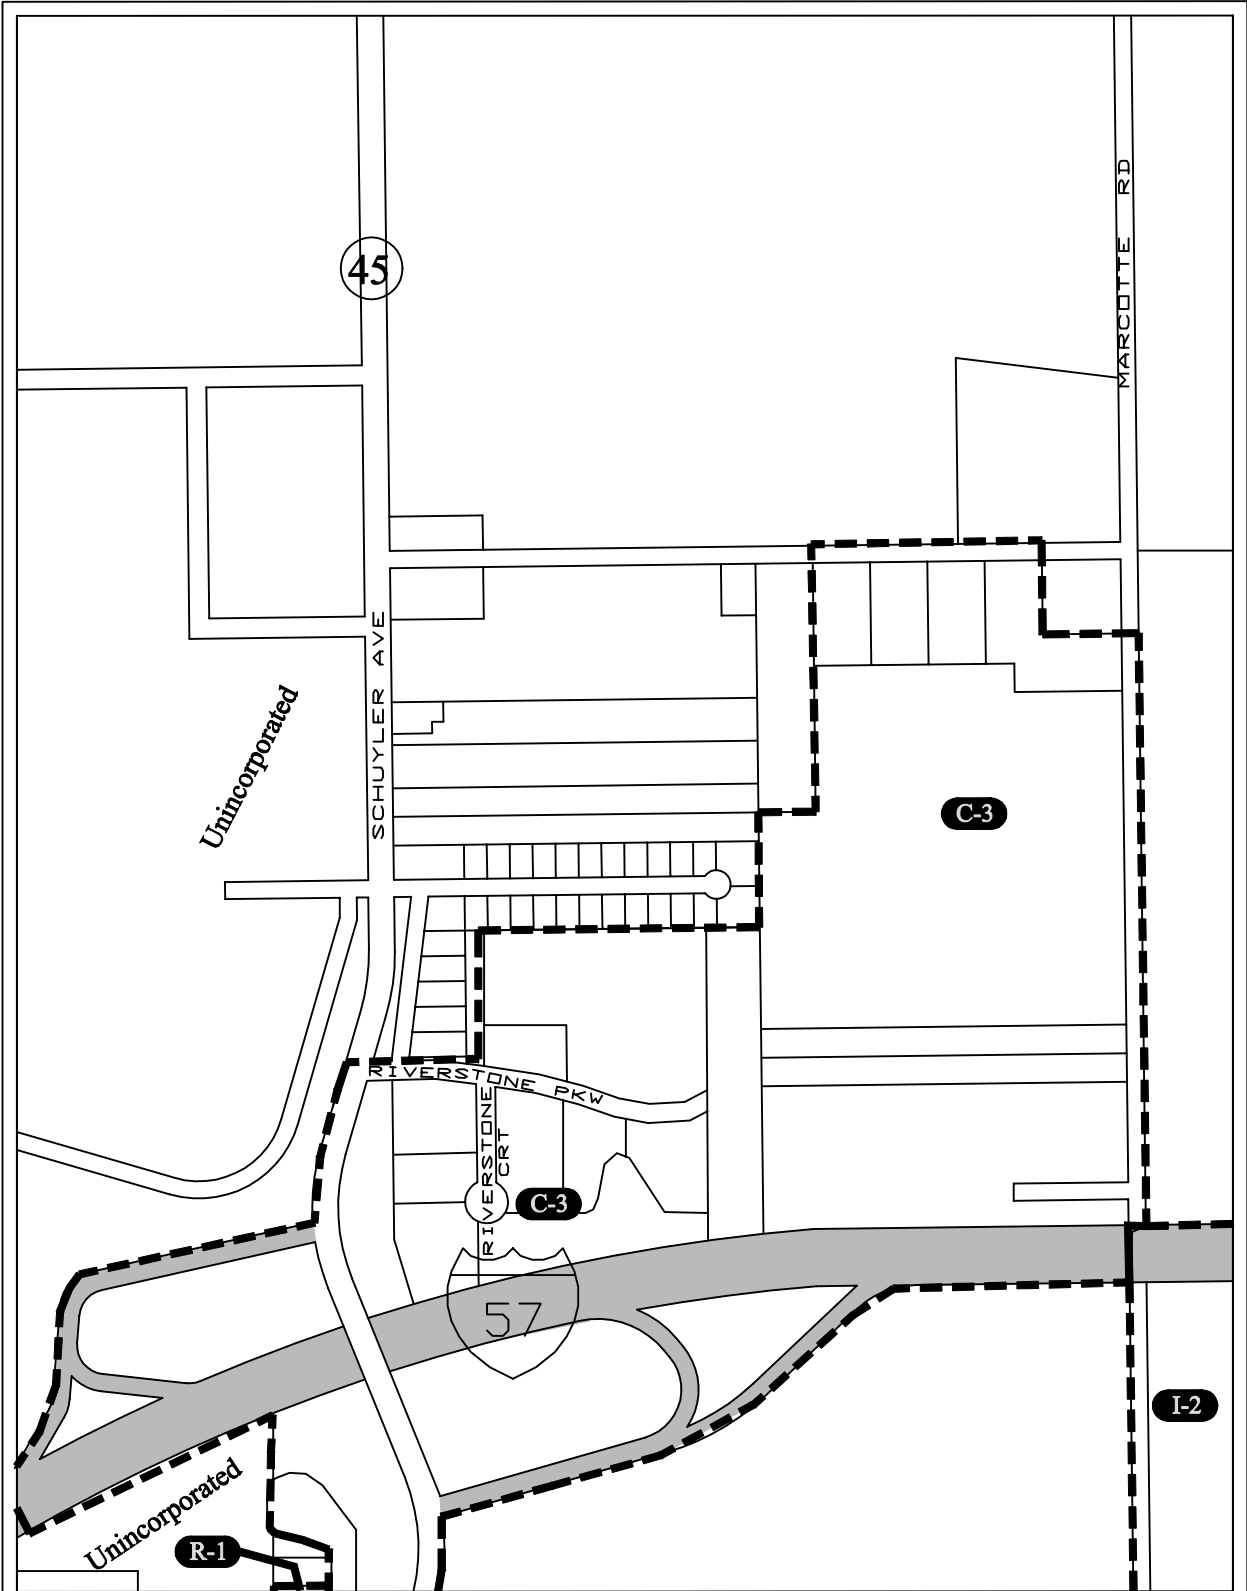 MARCOTTE RD
45
SCHUYLER AVE
Unincorporated
C-3
RIVERSTONE PKW
RIVERSTONE
CRT
C-3
57
I-2
Unincorporated
R-1